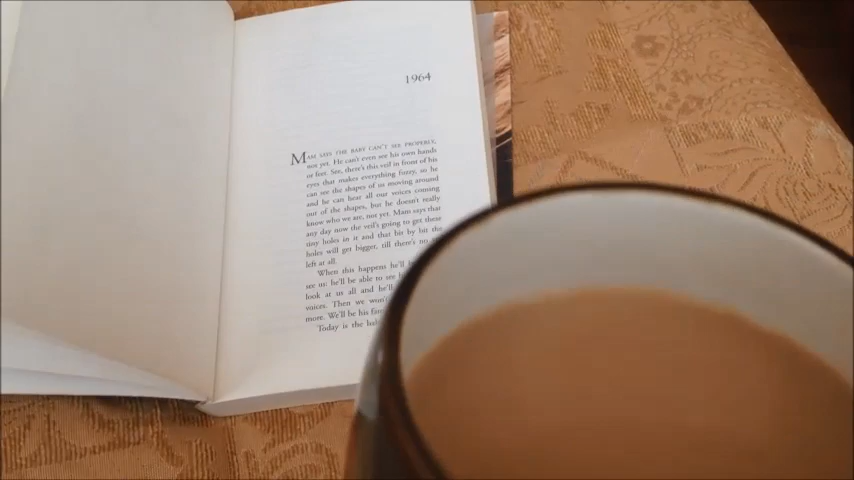 1964
MAM SAYS THE BABY CAN'T SEE PROPERLY,
not yet. He can't even see his own hands
or feet. See, there's this veil in front of his
eyes that makes everything fuzzy, so he
can see the shapes of us moving around
and he can hear all our voices coming
out of the shapes, but he doesn't really
know who we are, not yet. Mam says that
any day now the veil's going to get these
tiny holes in it and that bit by bit the
holes will get bigger, till there's no
left at all.
When this happens he'll
see us: he'll be able to see
look at us all and he'll
voices. Then we won't
more. We'll be his
Today is the